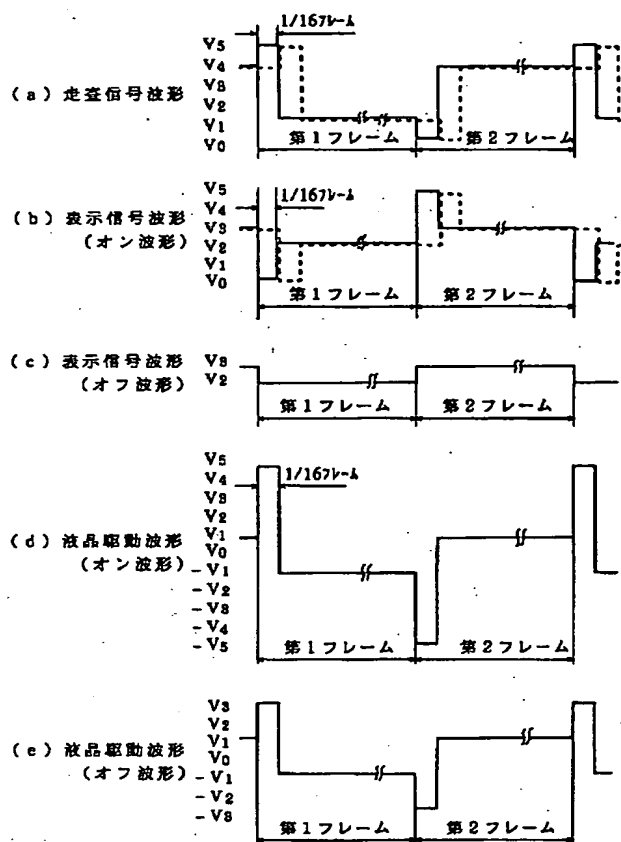 1/16フレーム
V5
V4
V3
V2
V1
V0
(a) 走査信号波形
第1フレーム
第2フレーム
V5
V4
V3
V2
V1
V0
1/16フレーム
(b) 表示信号波形
(オン波形)
第1フレーム
第2フレーム
(c) 表示信号波形
(オフ波形)
V3
V2
第1フレーム
第2フレーム
V5
V4
V3
V2
V1
V0
-V1
-V2
-V3
-V4
-V5
1/16フレーム
(d) 液晶駆動波形
(オン波形)
第1フレーム
第2フレーム
V3
V2
V1
V0
-V1
-V2
-V3
(e) 液晶駆動波形
(オフ波形)
第1フレーム
第2フレーム